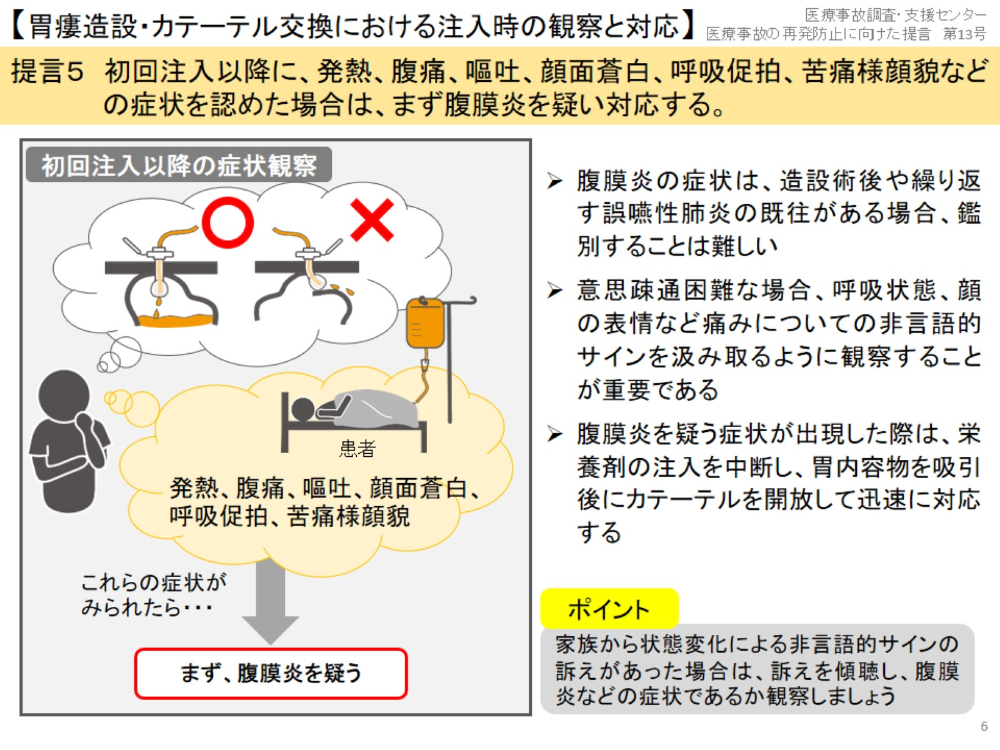 【胃瘻造設・カテーテル交換における注入時の観察と対応】
医療事故調査・支援センター
医療事故の再発防止に向けた提言　第13号
提言５　初回注入以降に、発熱、腹痛、嘔吐、顔面蒼白、呼吸促拍、苦痛様顔貌など
の症状を認めた場合は、まず腹膜炎を疑い対応する。
初回注入以降の症状観察
患者
発熱、腹痛、嘔吐、顔面蒼白、
呼吸促拍、苦痛様顔貌
これらの症状が
みられたら・・・
まず、腹膜炎を疑う
➢ 腹膜炎の症状は、造設術後や繰り返
す誤嚥性肺炎の既往がある場合、鑑
別することは難しい
➢ 意思疎通困難な場合、呼吸状態、顔
の表情など痛みについての非言語的
サインを汲み取るように観察すること
が重要である
➢ 腹膜炎を疑う症状が出現した際は、栄
養剤の注入を中断し、胃内容物を吸引
後にカテーテルを開放して迅速に対応
する
ポイント
家族から状態変化による非言語的サインの
訴えがあった場合は、訴えを傾聴し、腹膜
炎などの症状であるか観察しましょう
6